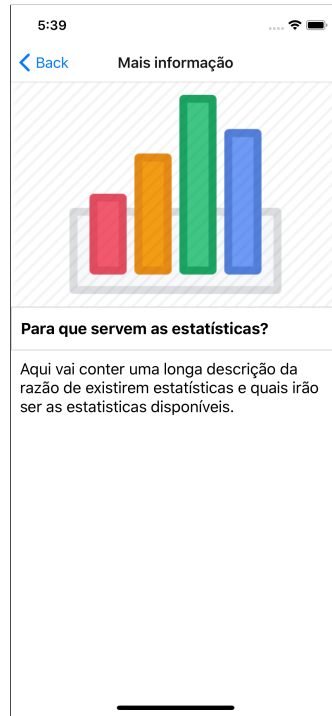 5:39
Back
Mais informação
Para que servem as estatísticas?
Aqui vai conter uma longa descrição da
razão de existirem estatísticas e quais irão
ser as estatisticas disponíveis.